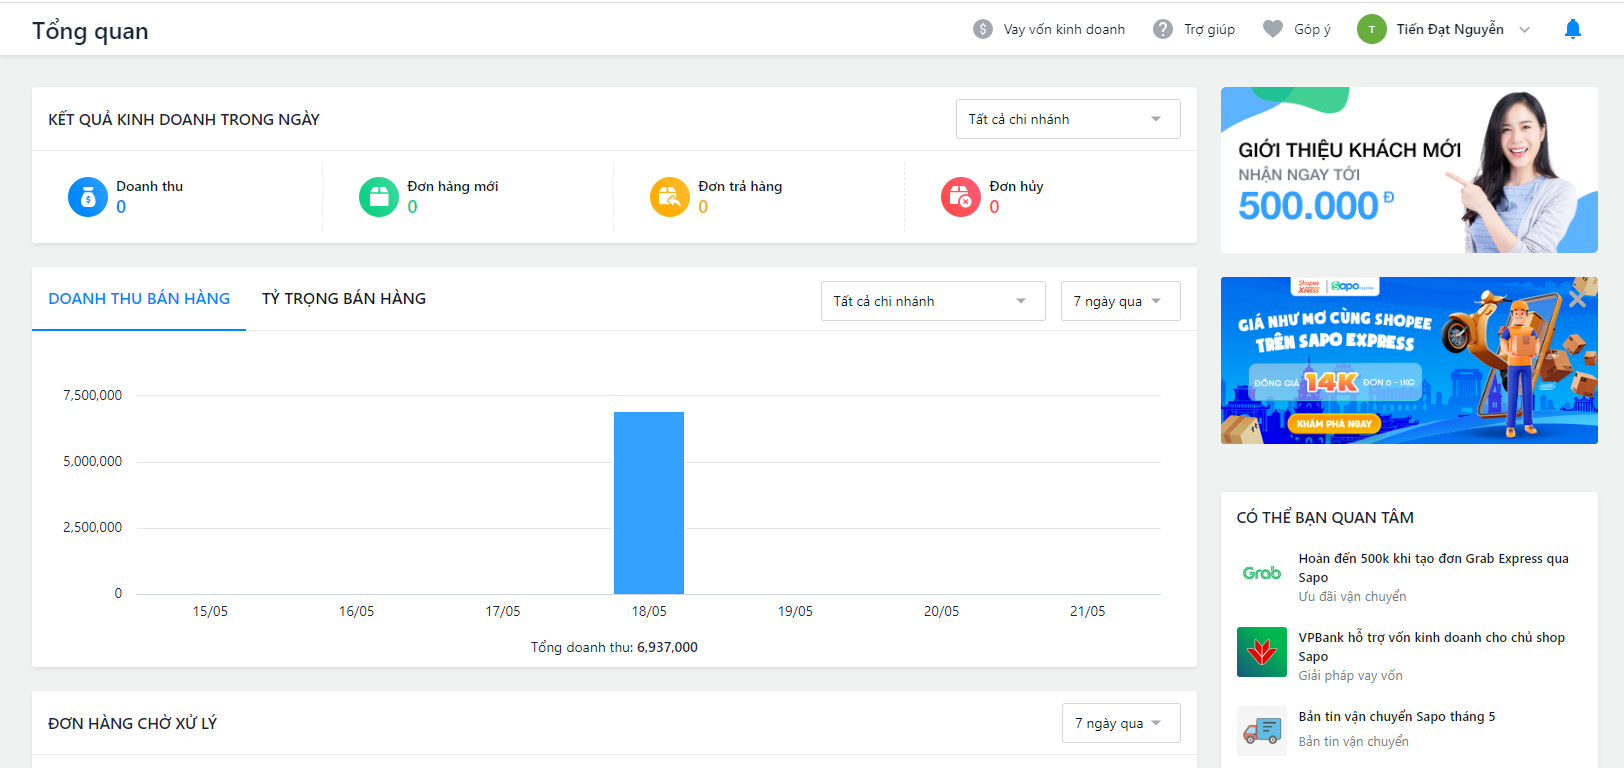 Tổng quan
$ Vay vốn kinh doanh
? Trợ giúp
Góp ý
T Tiến Đạt Nguyễn
KẾT QUẢ KINH DOANH TRONG NGÀY
Tất cả chi nhánh
Doanh thu
0
Đơn hàng mới
0
Đơn trả hàng
0
Đơn hủy
0
DOANH THU BÁN HÀNG
TỶ TRỌNG BÁN HÀNG
Tất cả chi nhánh
7 ngày qua
7,500,000
5,000,000
2,500,000
0
15/05
16/05
17/05
18/05
19/05
20/05
21/05
Tổng doanh thu: 6,937,000
ĐƠN HÀNG CHỜ XỬ LÝ
7 ngày qua
GIỚI THIỆU KHÁCH MỚI
NHẬN NGAY TỚI
500.000 Đ
Shopee
XPRESS
Sapo
GIÁ NHƯ MƠ CÙNG SHOPEE
TRÊN SAPO EXPRESS
ĐỒNG GIÁ 14K ĐƠN 0 - 1KG
KHÁM PHÁ NGAY
CÓ THỂ BẠN QUAN TÂM
Grab
Hoàn đến 500k khi tạo đơn Grab Express qua
Sapo
Ưu đãi vận chuyển
VPBank hỗ trợ vốn kinh doanh cho chủ shop
Sapo
Giải pháp vay vốn
Bản tin vận chuyển Sapo tháng 5
Bản tin vận chuyển